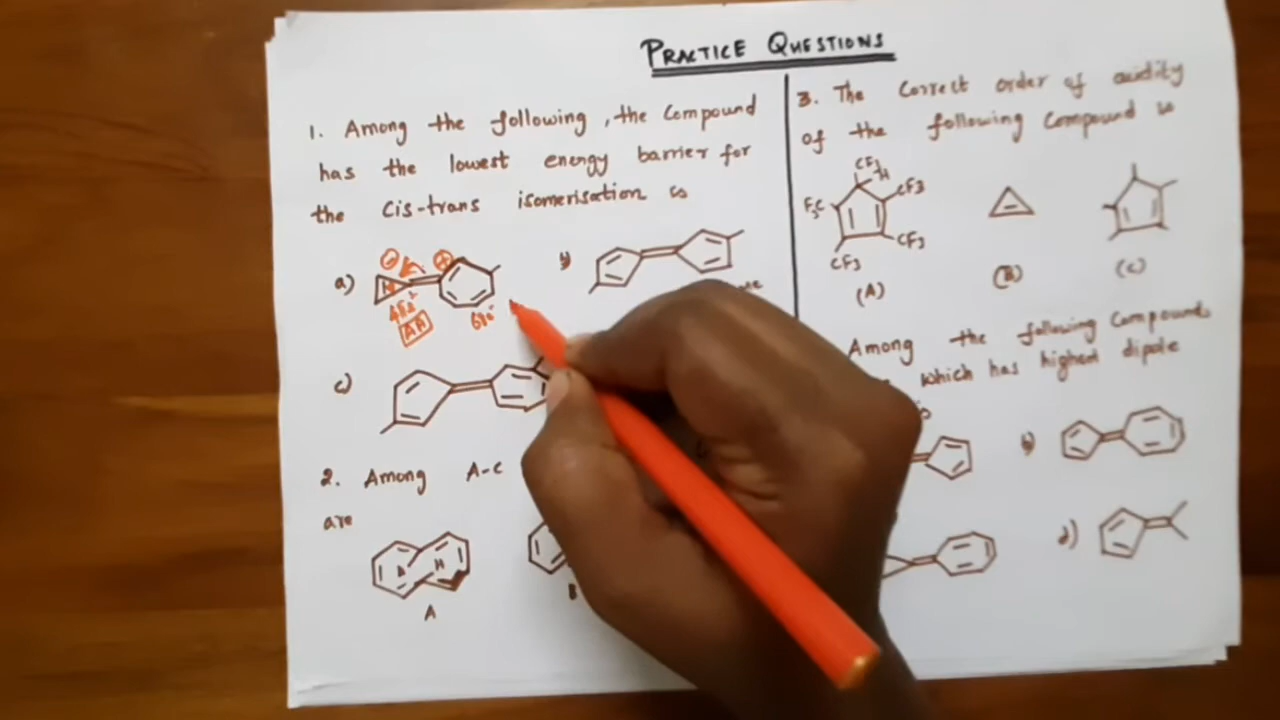 PRACTICE QUESTIONS
1. Among the following, the Compound
has the lowest energy barrier for
the Cis-trans isomerisation is
a)
c)
2. Among A-C
are
A
3. The Correct order of acidity
of the following Compound is
CF3
H
F3C
CF3
CF3
CF3
(A)
(B)
(C)
Among the following Compounds
which has highest dipole
b)
d)